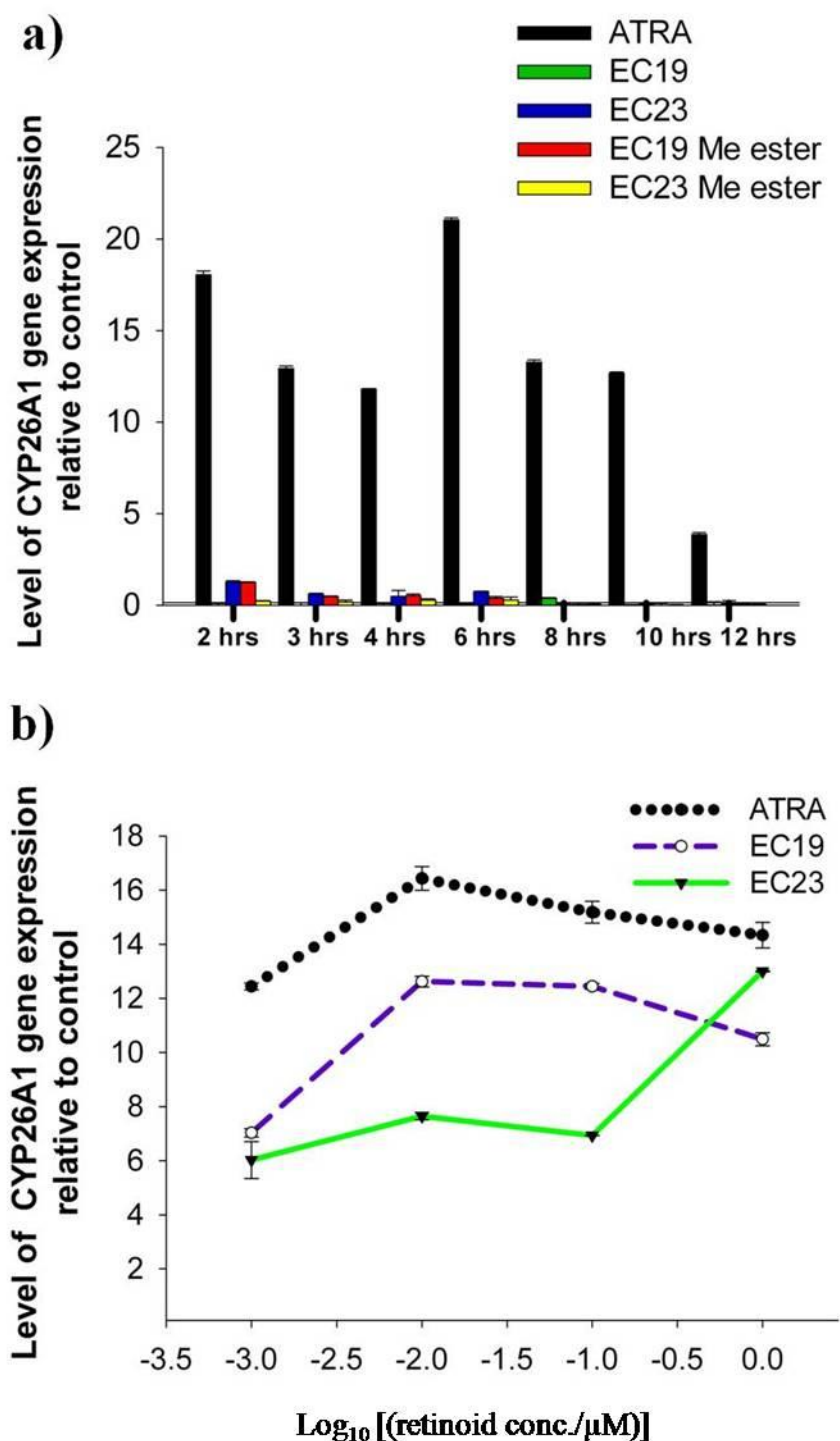 a)
ATRA
EC19
EC23
EC19 Me ester
EC23 Me ester
Level of CYP26A1 gene expression
relative to control
25
20
15
10
5
0
2 hrs 3 hrs 4 hrs 6 hrs 8 hrs 10 hrs 12 hrs
b)
ATRA
EC19
EC23
Level of CYP26A1 gene expression
relative to control
18
16
14
12
10
8
6
4
2
-3.5 -3.0 -2.5 -2.0 -1.5 -1.0 -0.5 0.0
Log₁₀ [(retinoid conc./μM)]